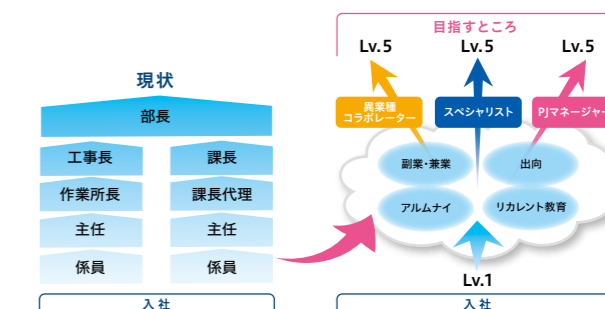 目指すところ
Lv.5 Lv.5 Lv.5
現状
異業種
コラボレーター
スペシャリスト
PJマネージャー
部長
工事長 課長
副業・兼業 出向
作業所長 課長代理
アルムナイ リカレント教育
主任 主任
係員 係員
Lv.1
入社 入社